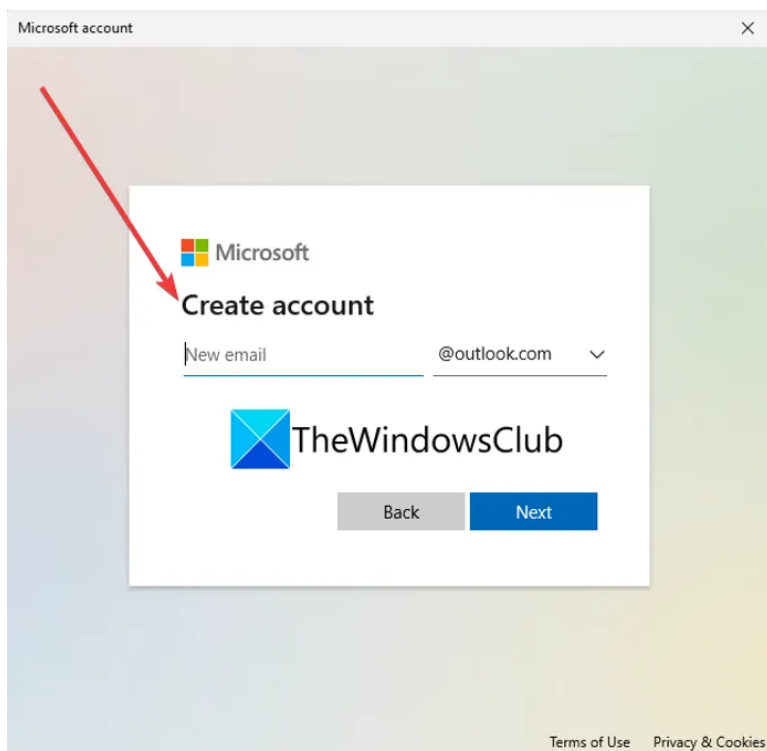 Microsoft account
Microsoft
Create account
New email @outlook.com
TheWindowsClub
Back Next
Terms of Use Privacy & Cookies